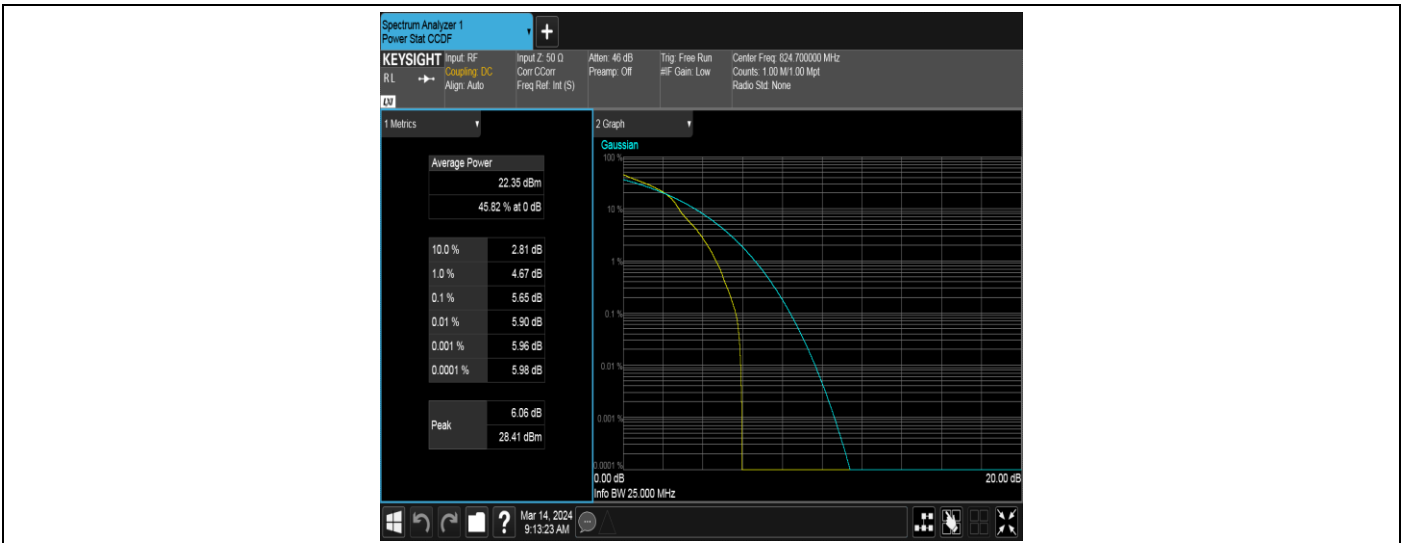 Spectrum Analyzer 1
Power Stat CCDF
+
KEYSIGHT
RL
LXI
Input: RF
Coupling: DC
Align: Auto
Input Z: 50 Ω
Corr CCorr
Freq Ref: Int (S)
Atten: 46 dB
Preamp: Off
Trig: Free Run
#IF Gain: Low
Center Freq: 824.700000 MHz
Counts: 1.00 M/1.00 Mpt
Radio Std: None
1 Metrics
Average Power
22.35 dBm
45.82 % at 0 dB
10.0 % 2.81 dB
1.0 % 4.67 dB
0.1 % 5.65 dB
0.01 % 5.90 dB
0.001 % 5.96 dB
0.0001 % 5.98 dB
Peak
6.06 dB
28.41 dBm
2 Graph
Gaussian
100 %
10 %
1 %
0.1 %
0.01 %
0.001 %
0.0001 %
0.00 dB
20.00 dB
Info BW 25.000 MHz
?
Mar 14, 2024
9:13:23 AM